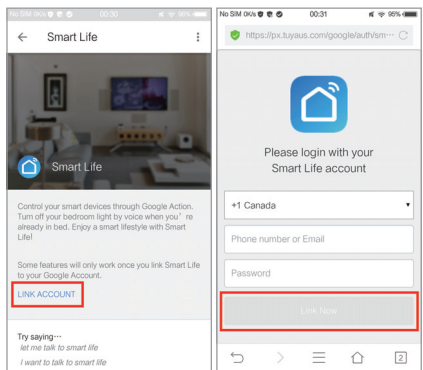 No SIM 0K/s 00:30 96%
Smart Life
Smart Life
Control your smart devices through Google Action.
Turn off your bedroom light by voice when you're
already in bed. Enjoy a smart lifestyle with Smart
Life!
Some features will only work once you link Smart Life
to your Google Account.
LINK ACCOUNT
Try saying···
let me talk to smart life
I want to talk to smart life
No SIM 0K/s 00:31 95%
https://px.tuyaus.com/google/auth/sm···
Please login with your
Smart Life account
+1 Canada
Phone number or Email
Password
Link Now
2